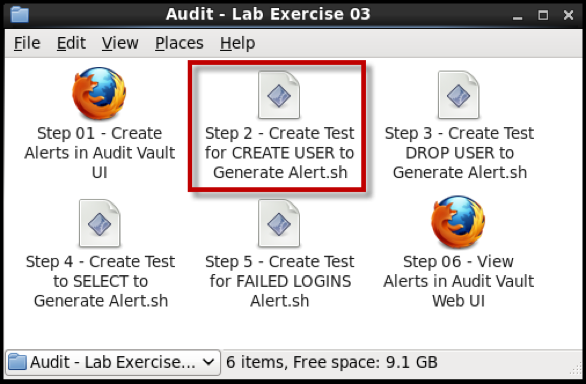 Audit - Lab Exercise 03
File Edit View Places Help
Step 01 - Create
Alerts in Audit Vault
UI
Step 2 - Create Test
for CREATE USER to
Generate Alert.sh
Step 3 - Create Test
DROP USER to
Generate Alert.sh
Step 4 - Create Test
to SELECT to
Generate Alert.sh
Step 5 - Create Test
for FAILED LOGINS
Alert.sh
Step 06 - View
Alerts in Audit Vault
Web UI
Audit - Lab Exercise... 6 items, Free space: 9.1 GB